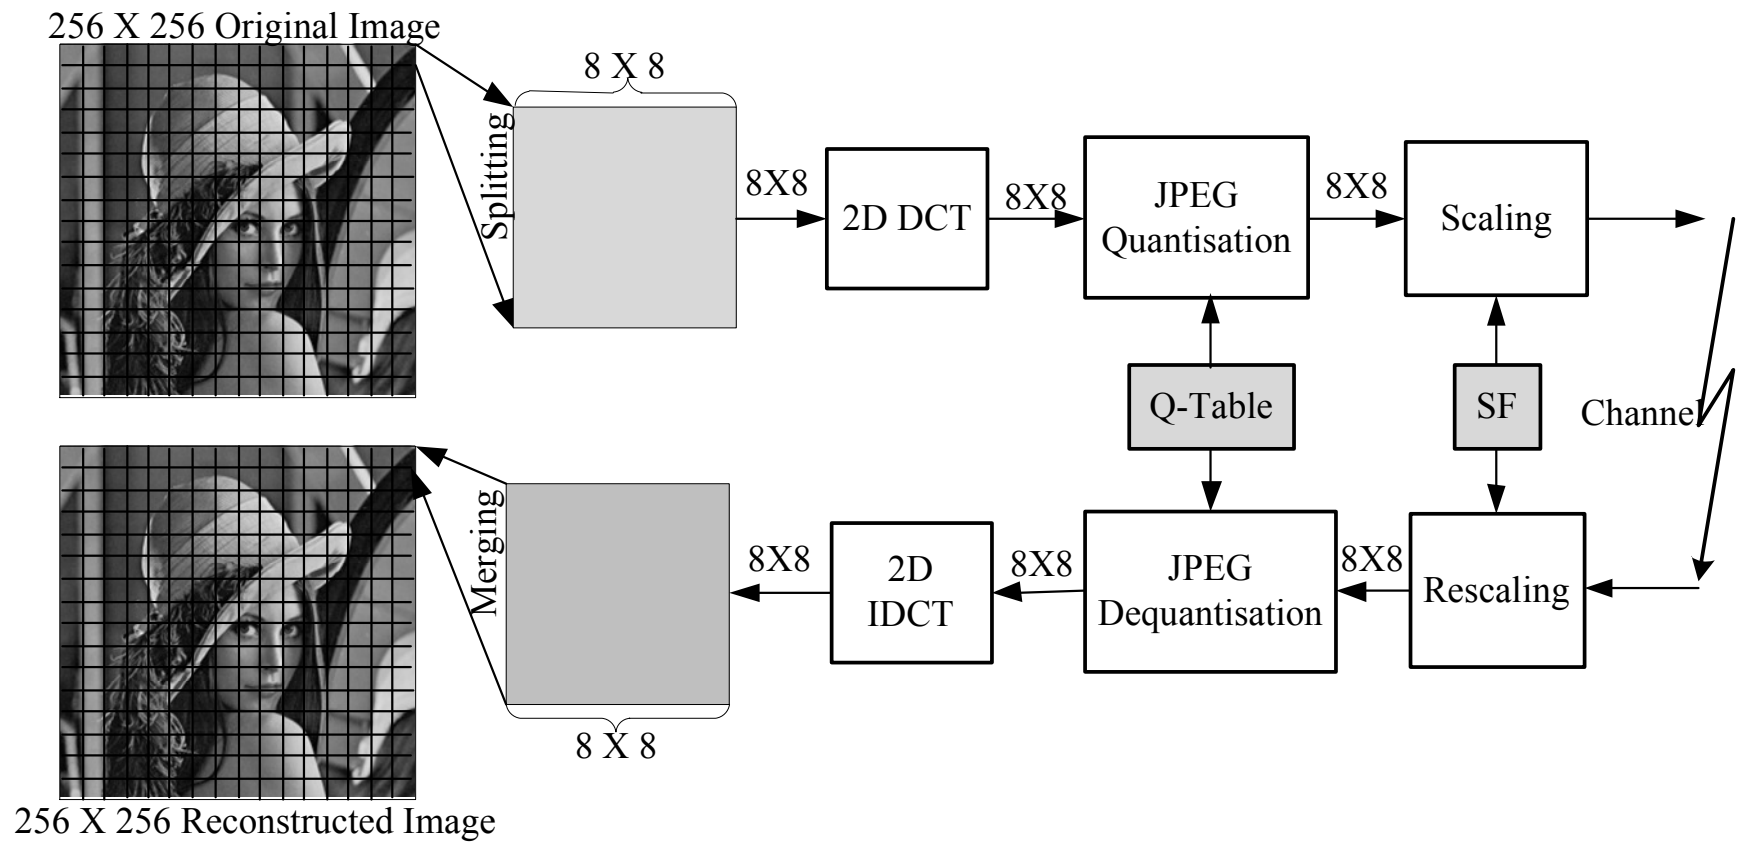 256 X 256 Original Image
8 X 8
Splitting
8X8
2D DCT
8X8
JPEG
Quantisation
8X8
Scaling
Q-Table
SF
Channel
Merging
8X8
2D
IDCT
8X8
JPEG
Dequantisation
8X8
Rescaling
8 X 8
256 X 256 Reconstructed Image